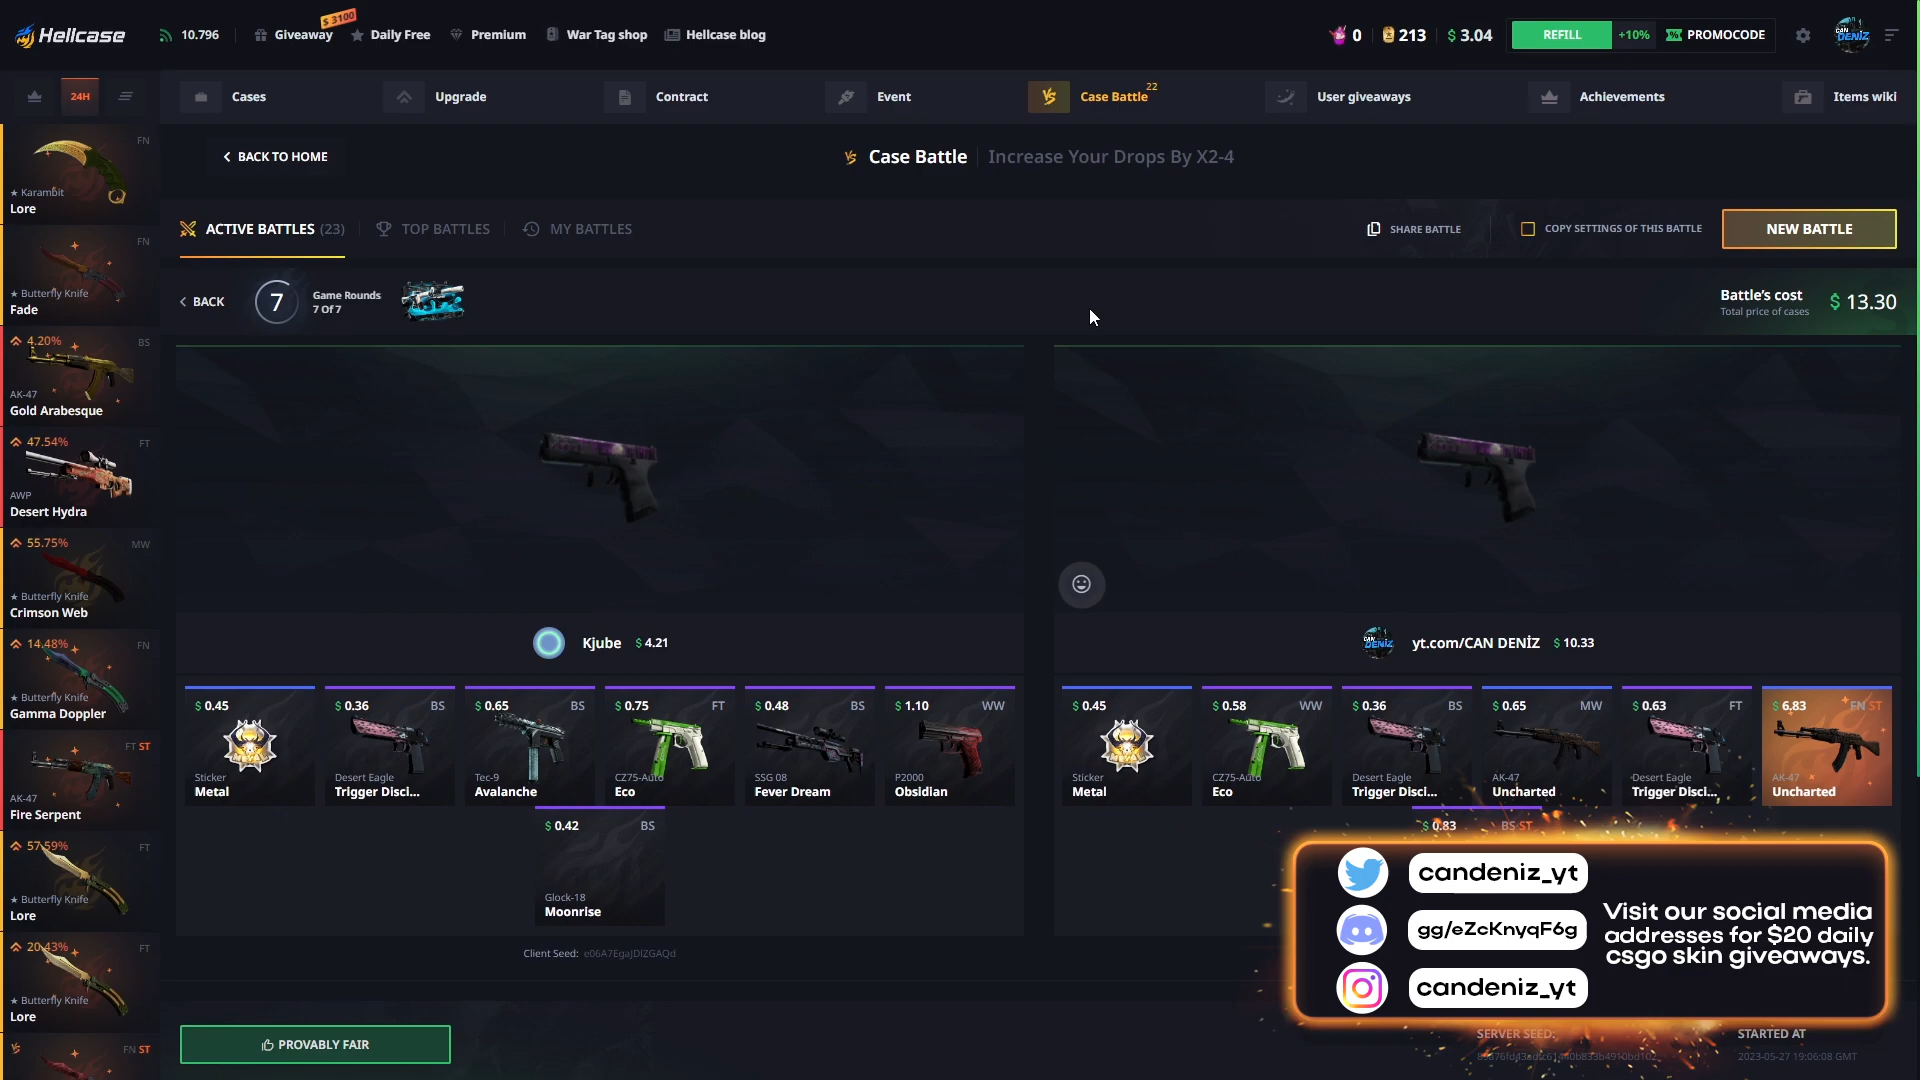 Hellcase
10.796
Giveaway
$ 3100
Daily Free
Premium
War Tag shop
Hellcase blog
0
213
$ 3.04
REFILL
+10%
PROMOCODE
24H
Cases
Upgrade
Contract
Event
Case Battle 22
User giveaways
Achievements
Items wiki
BACK TO HOME
Case Battle
Increase Your Drops By X2-4
ACTIVE BATTLES (23)
TOP BATTLES
MY BATTLES
SHARE BATTLE
COPY SETTINGS OF THIS BATTLE
NEW BATTLE
BACK
7
Game Rounds
7 Of 7
Battle's cost
Total price of cases
$ 13.30
FN
★ Karambit
Lore
FN
★ Butterfly Knife
Fade
4.20% BS
AK-47
Gold Arabesque
47.54% FT
AWP
Desert Hydra
55.75% MW
★ Butterfly Knife
Crimson Web
14.48% FN
★ Butterfly Knife
Gamma Doppler
FT ST
AK-47
Fire Serpent
57.59% FT
★ Butterfly Knife
Lore
20.43% FT
★ Butterfly Knife
Lore
FN ST
Kjube $ 4.21
CAN DENİZ
yt.com/CAN DENİZ $ 10.33
$ 0.45
Sticker
Metal
$ 0.36 BS
Desert Eagle
Trigger Disci...
$ 0.65 BS
Tec-9
Avalanche
$ 0.75 FT
CZ75-Auto
Eco
$ 0.48 BS
SSG 08
Fever Dream
$ 1.10 WW
P2000
Obsidian
$ 0.42 BS
Glock-18
Moonrise
$ 0.45
Sticker
Metal
$ 0.58 WW
CZ75-Auto
Eco
$ 0.36 BS
Desert Eagle
Trigger Disci...
$ 0.65 MW
AK-47
Uncharted
$ 0.63 FT
Desert Eagle
Trigger Disci...
$ 6,83 FN ST
AK-47
Uncharted
$ 0.83 BS ST
candeniz_yt
gg/eZcKnyqF6g
candeniz_yt
Visit our social media
addresses for $20 daily
csgo skin giveaways.
Client Seed: e06A7EgaJDlZGAQd
PROVABLY FAIR
SERVER SEED:
STARTED AT
2023-05-27 19:06:08 GMT